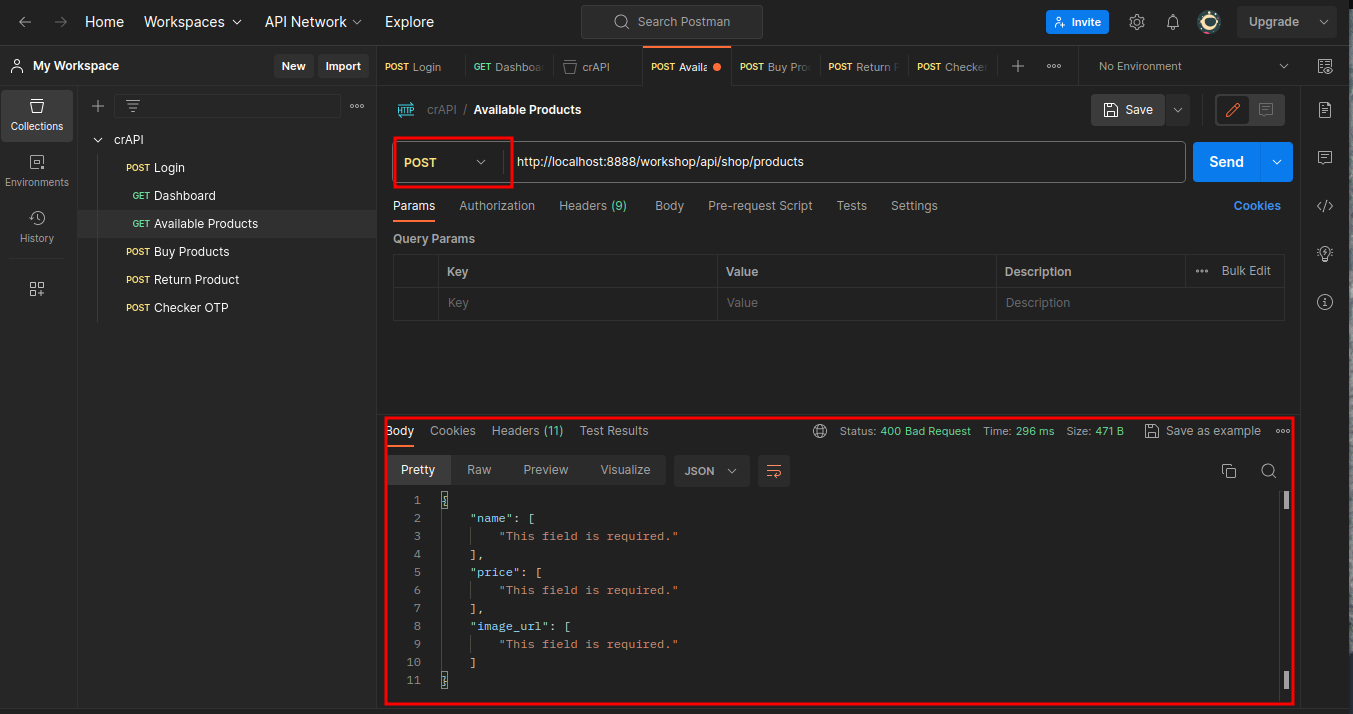 Home Workspaces API Network Explore Search Postman Invite Upgrade
My Workspace New Import
POST Login GET Dashboa crAPI POST Availa POST Buy Pro POST Return POST Checke No Environment
Collections
Environments
History
crAPI
POST Login
GET Dashboard
GET Available Products
POST Buy Products
POST Return Product
POST Checker OTP
HTTP crAPI / Available Products Save
POST http://localhost:8888/workshop/api/shop/products Send
Params Authorization Headers (9) Body Pre-request Script Tests Settings Cookies
Query Params
Key Value Description Bulk Edit
Key Value Description
Body Cookies Headers (11) Test Results Status: 400 Bad Request Time: 296 ms Size: 471 B Save as example
Pretty Raw Preview Visualize JSON
1 {
2 "name": [
3 "This field is required."
4 ],
5 "price": [
6 "This field is required."
7 ],
8 "image_url": [
9 "This field is required."
10 ]
11 }